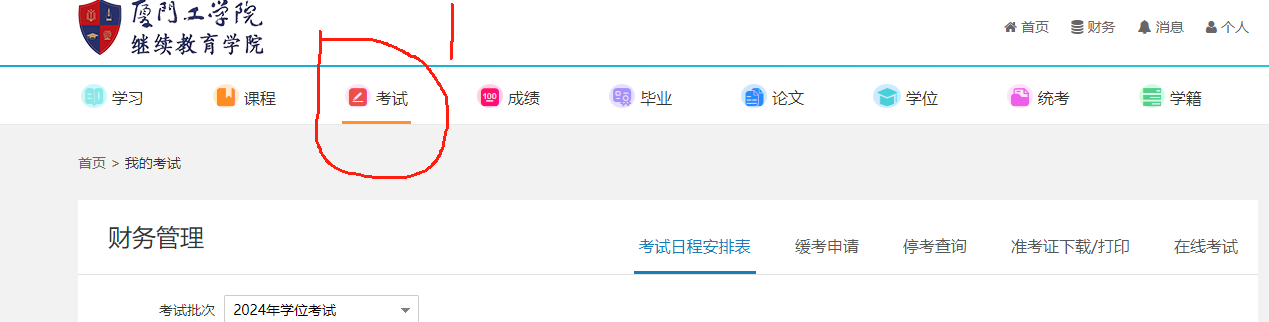 厦门工学院
继续教育学院
首页 财务 消息 个人
学习 课程 考试 100 成绩 毕业 论文 学位 统考 学籍
首页 > 我的考试
财务管理 考试日程安排表 缓考申请 停考查询 准考证下载/打印 在线考试
考试批次 2024年学位考试